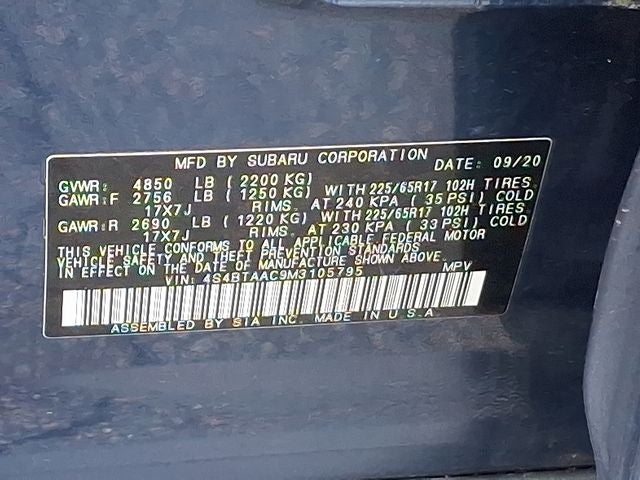 MFD BY SUBARU CORPORATION DATE: 09/20
GVWR: 4850 LB ( 2200 KG)
GAWR:F 2756 LB ( 1250 KG) WITH 225/65R17 102H TIRES,
17X7J RIMS, AT 240 KPA ( 35 PSI) COLD
GAWR:R 2690 LB ( 1220 KG) WITH 225/65R17 102H TIRES,
17X7J RIMS, AT 230 KPA ( 33 PSI) COLD
THIS VEHICLE CONFORMS TO ALL APPLICABLE FEDERAL MOTOR
VEHICLE SAFETY AND THEFT PREVENTION STANDARDS
IN EFFECT ON THE DATE OF MANUFACTURE SHOWN ABOVE.
VIN: 4S4BTAAC9M3105795 MPV
ASSEMBLED BY SIA INC. MADE IN U.S.A